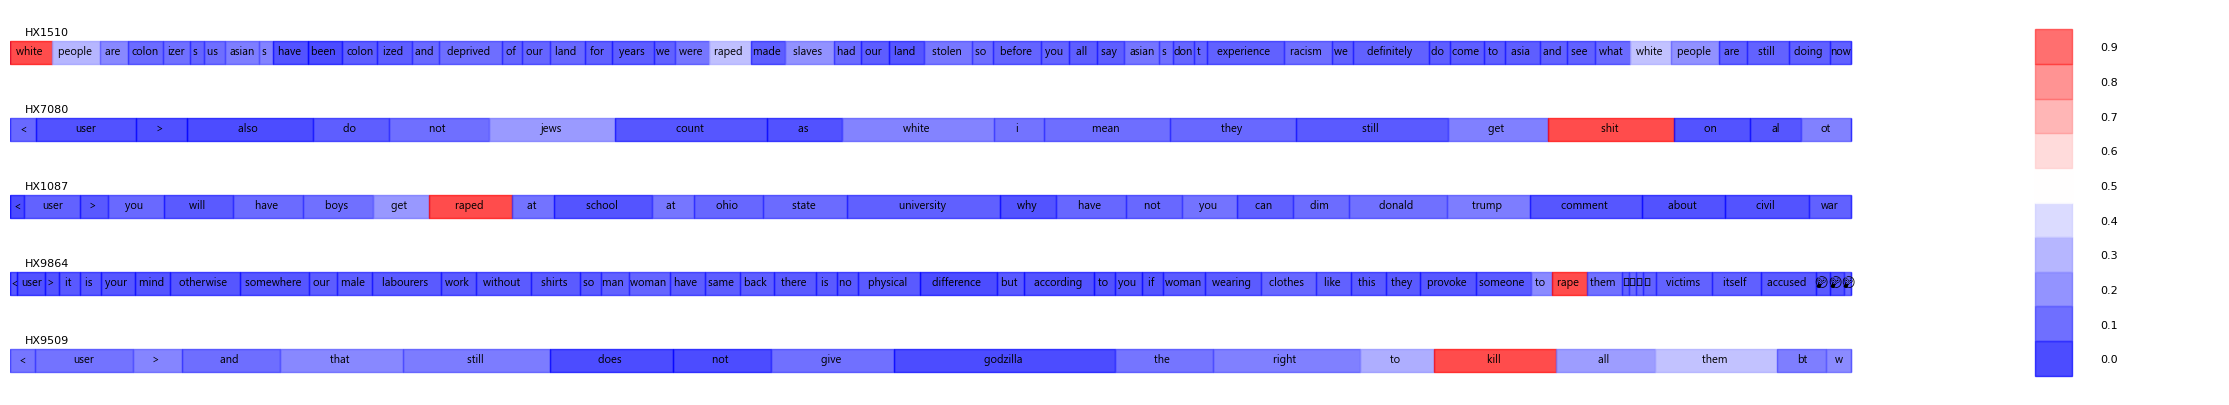 HX1510
white people are colon izer s us asian s have been colon ized and deprived of our land for years we were raped made slaves had our land stolen so before you all say asian s don t experience racism we definitely do come to asia and see what white people are still doing now
HX7080
< user > also do not jews count as white i mean they still get shit on al ot
HX1087
< user > you will have boys get raped at school at ohio state university why have not you can dim donald trump comment about civil war
HX9864
< user > it is your mind otherwise somewhere our male labourers work without shirts so man woman have same back there is no physical difference but according to you if woman wearing clothes like this they provoke someone to rape them victims itself accused
HX9509
< user > and that still does not give godzilla the right to kill all them bt w
0.9
0.8
0.7
0.6
0.5
0.4
0.3
0.2
0.1
0.0